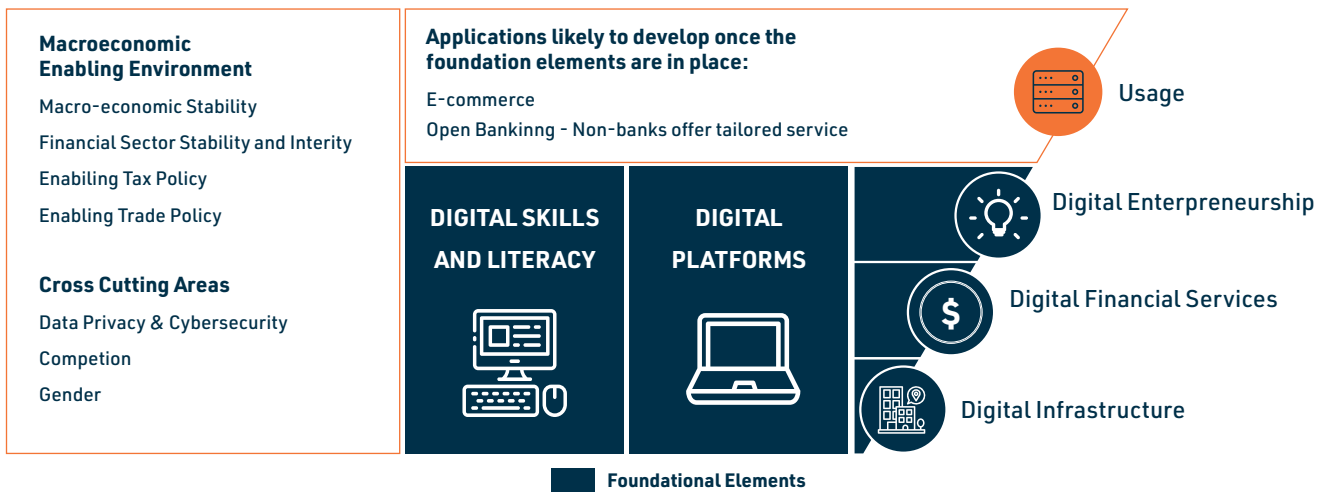 Macroeconomic
Enabling Environment
Macro-economic Stability
Financial Sector Stability and Interity
Enabiling Tax Policy
Enabling Trade Policy
Cross Cutting Areas
Data Privacy & Cybersecurity
Competion
Gender
Applications likely to develop once the
foundation elements are in place:
E-commerce
Open Bankinng - Non-banks offer tailored service
Usage
DIGITAL SKILLS
AND LITERACY
DIGITAL
PLATFORMS
Digital Enterpreneurship
Digital Financial Services
$
Digital Infrastructure
Foundational Elements